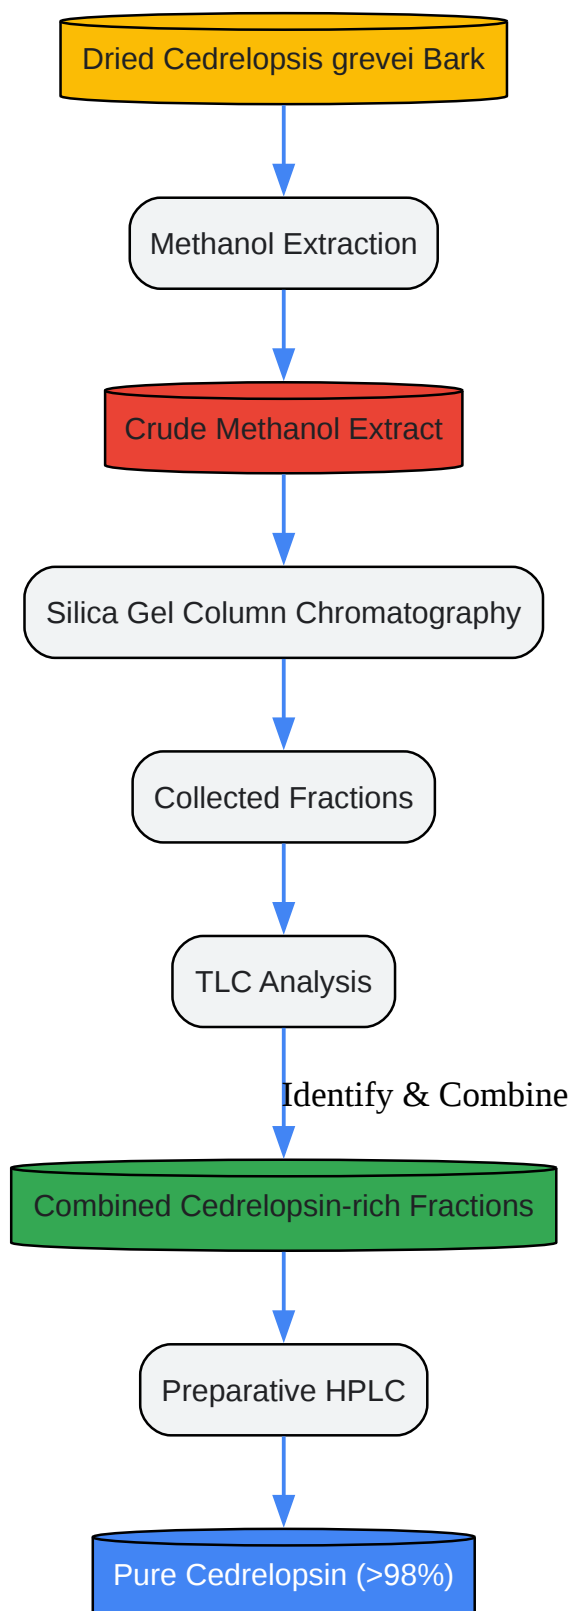 Dried Cedrelopsis grevei Bark
Methanol Extraction
Crude Methanol Extract
Silica Gel Column Chromatography
Collected Fractions
TLC Analysis
Identify & Combine
Combined Cedrelopsin-rich Fractions
Preparative HPLC
Pure Cedrelopsin (>98%)